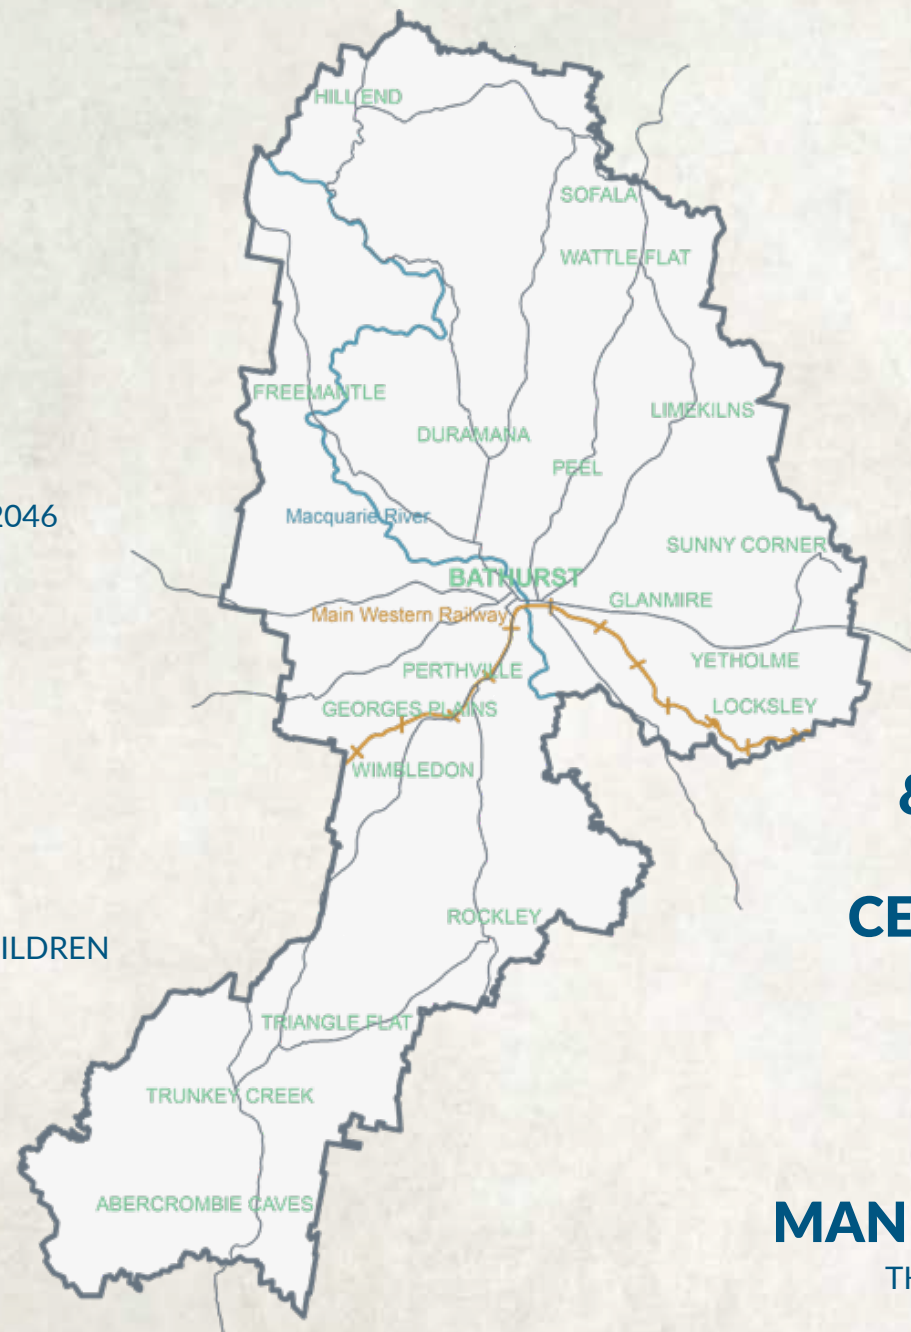 HILL END
SOFALA
WATTLE FLAT
FREEMANTLE
LIMEKILNS
DURAMANA
PEEL
2046
Macquarie River
SUNNY CORNER
BATHURST
GLANMIRE
Main Western Railway
YETHOLME
PERTHVILLE
LOCKSLEY
GEORGES PLAINS
WIMBLEDON
&
ROCKLEY
CE
ILDREN
TRIANGLE FLAT
TRUNKEY CREEK
ABERCROMBIE CAVES
MAN
TH